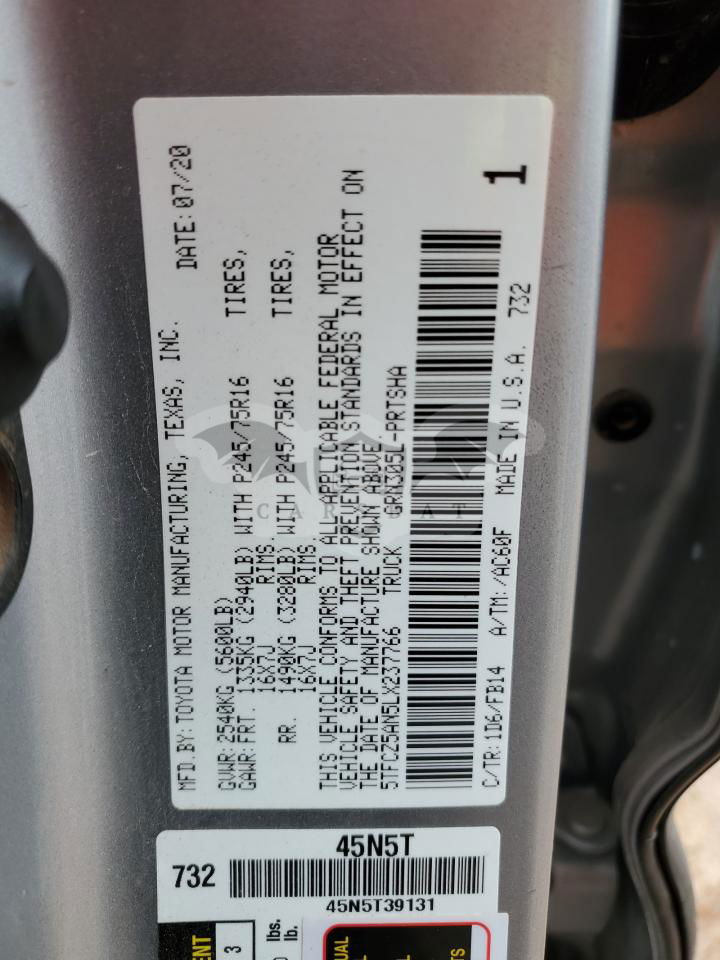 MFD.BY:TOYOTA MOTOR MANUFACTURING, TEXAS, INC. DATE:07/20
GVWR:2540KG (5600LB)
GAWR:FRT. 1335KG (2940LB) WITH P245/75R16 TIRES,
16X7J RIMS.
RR. 1490KG (3280LB) WITH P245/75R16 TIRES,
16X7J RIMS.
THIS VEHICLE CONFORMS TO ALL APPLICABLE FEDERAL MOTOR
VEHICLE SAFETY AND THEFT PREVENTION STANDARDS IN EFFECT ON
THE DATE OF MANUFACTURE SHOWN ABOVE.
5TFCZ5AN5LX237766 TRUCK GRN305L-PRTSHA
1
C/TR:1D6/FB14 A/TM:/AC60F MADE IN U.S.A. 732
CAR BAT
45N5T
732
45N5T39131
3
lbs.
lb.